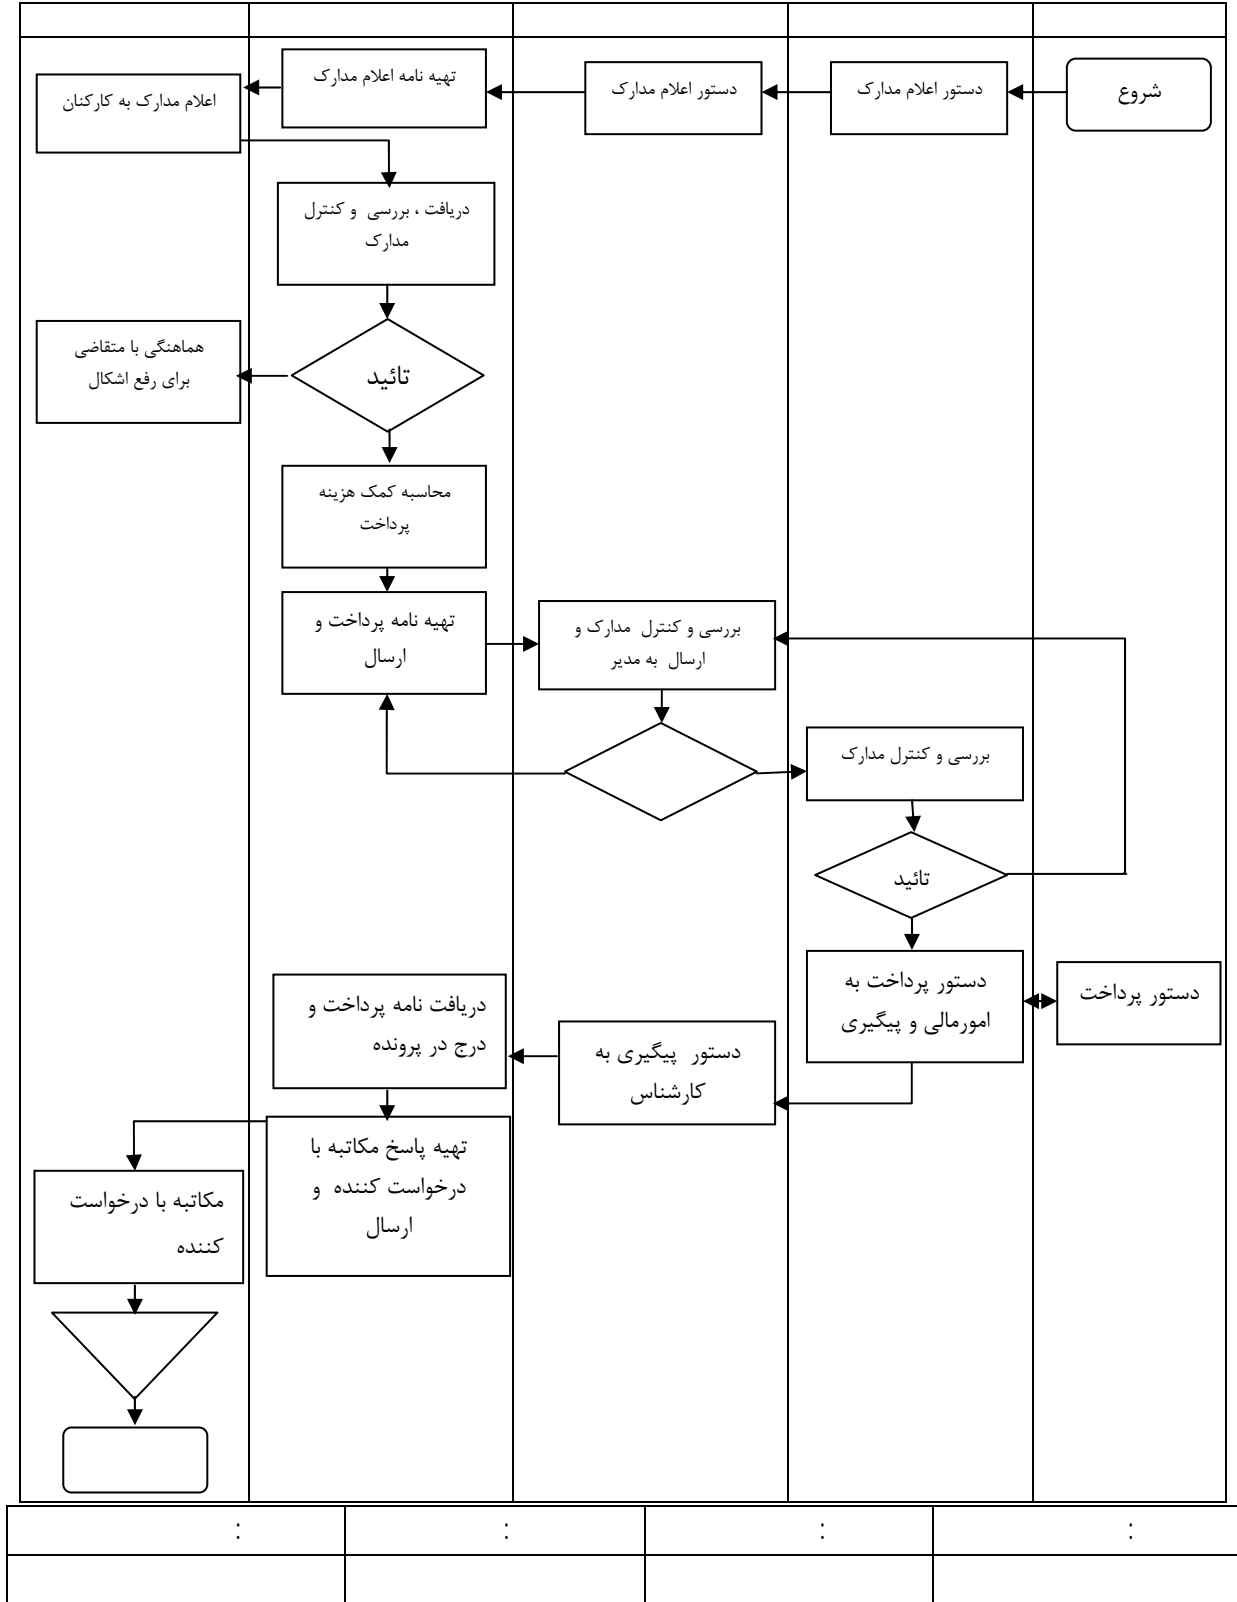 شروع
دستور اعلام مدارک
دستور اعلام مدارک
تهیه نامه اعلام مدارک
اعلام مدارک به کارکنان
دریافت ، بررسی و کنترل
مدارک
تائید
هماهنگی با متقاضی
برای رفع اشکال
محاسبه کمک هزینه
پرداخت
تهیه نامه پرداخت و
ارسال
بررسی و کنترل مدارک و
ارسال به مدیر
بررسی و کنترل مدارک
تائید
دستور پرداخت به
امورمالی و پیگیری
دستور پرداخت
دستور پیگیری به
کارشناس
دریافت نامه پرداخت و
درج در پرونده
تهیه پاسخ مکاتبه با
درخواست کننده و
ارسال
مکاتبه با درخواست
کننده
: : : :